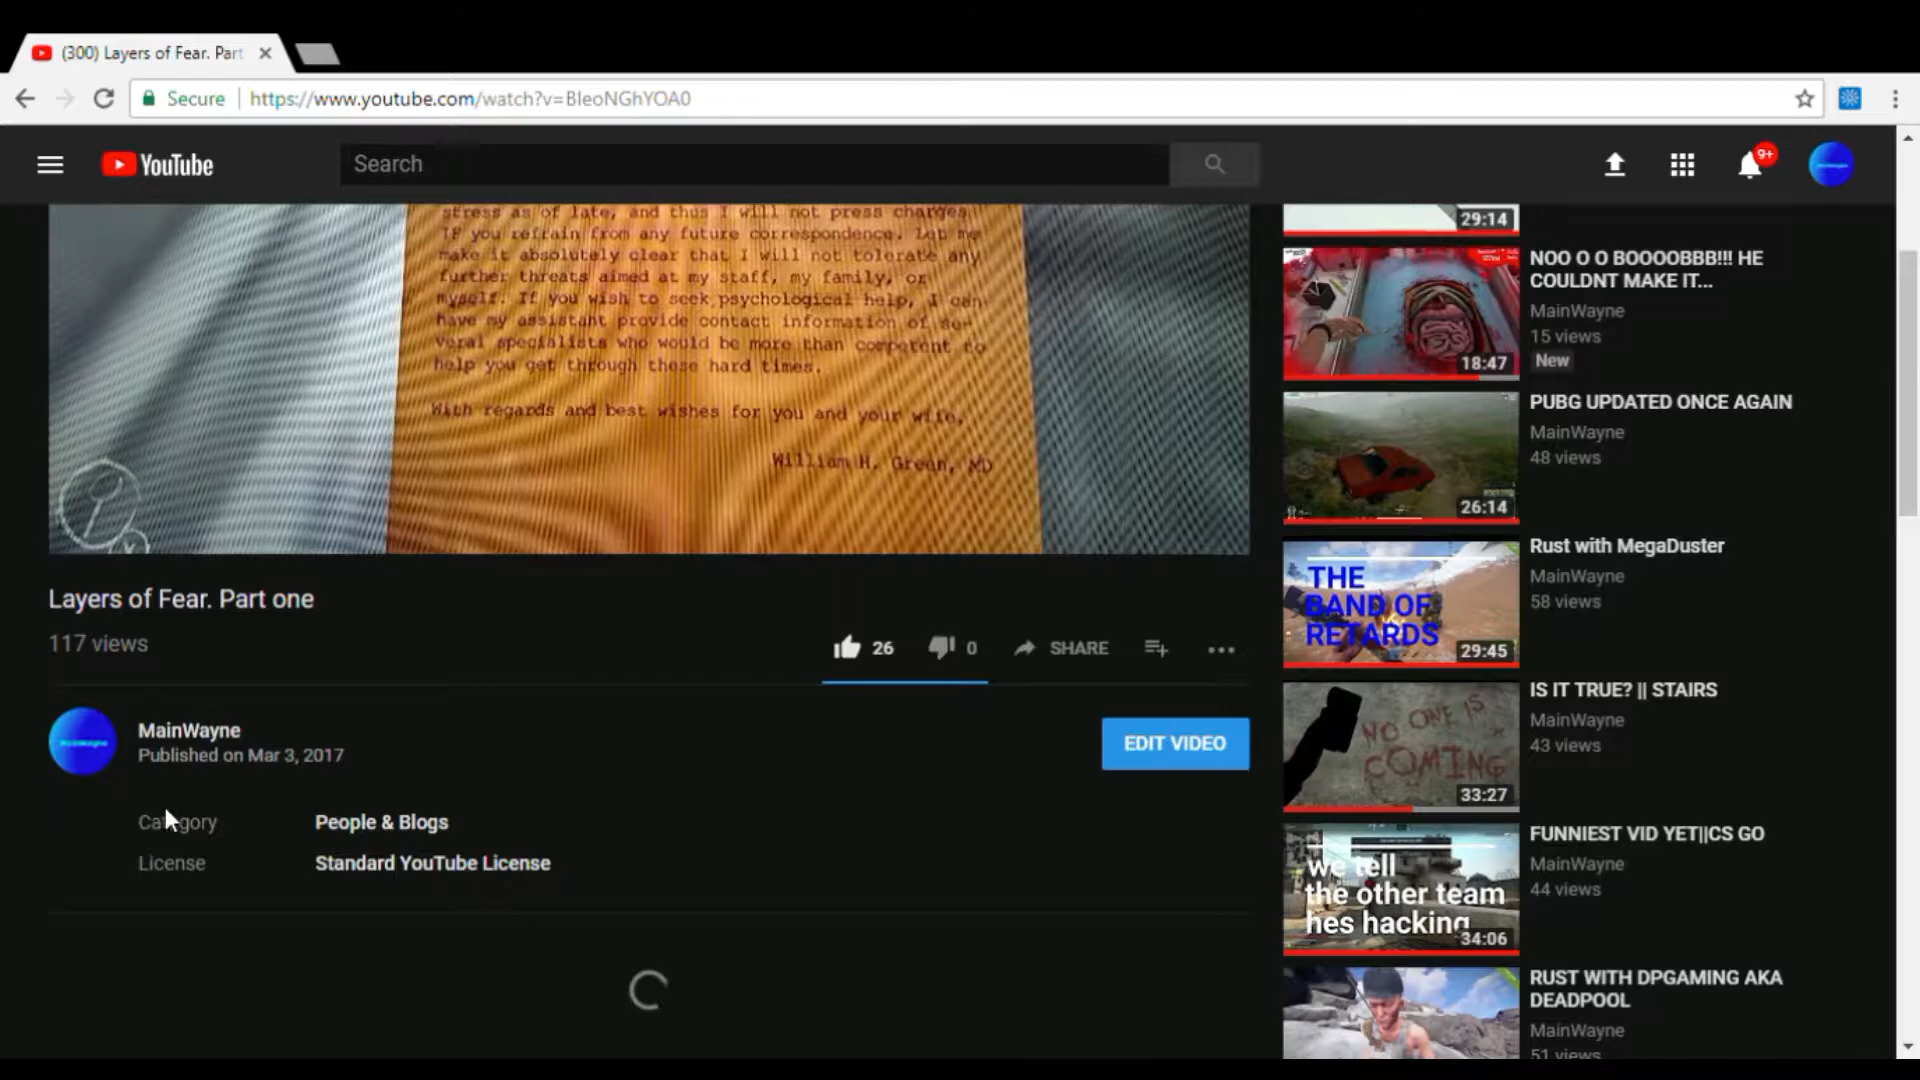 (300) Layers of Fear. Part
Secure
https://www.youtube.com/watch?v=BleoNGhYOA0
YouTube
Search
9+
stress as of late, and thus I will not press charges
IF you refrain from any future correspondence. Let me
make it absolutely clear that I will not tolerate any
further threats aimed at my staff, my family, or
myself. If you wish to seek psychological help, I can
have my assistant provide contact information of se-
veral specialists who would be more than competent to
help you get through these hard times.
With regards and best wishes for you and your wife,
William H. Green, MD
Layers of Fear. Part one
117 views
26
0
SHARE
MainWayne
Published on Mar 3, 2017
EDIT VIDEO
Category
People & Blogs
License
Standard YouTube License
29:14
NOO O O BOOOOBBB!!! HE
COULDNT MAKE IT...
MainWayne
15 views
New
18:47
PUBG UPDATED ONCE AGAIN
MainWayne
48 views
26:14
Rust with MegaDuster
MainWayne
58 views
THE
BAND OF
RETARDS
29:45
IS IT TRUE? || STAIRS
MainWayne
43 views
NO ONE IS
COMING
33:27
FUNNIEST VID YET||CS GO
MainWayne
44 views
we tell
the other team
hes hacking
34:06
RUST WITH DPGAMING AKA
DEADPOOL
MainWayne
51 views